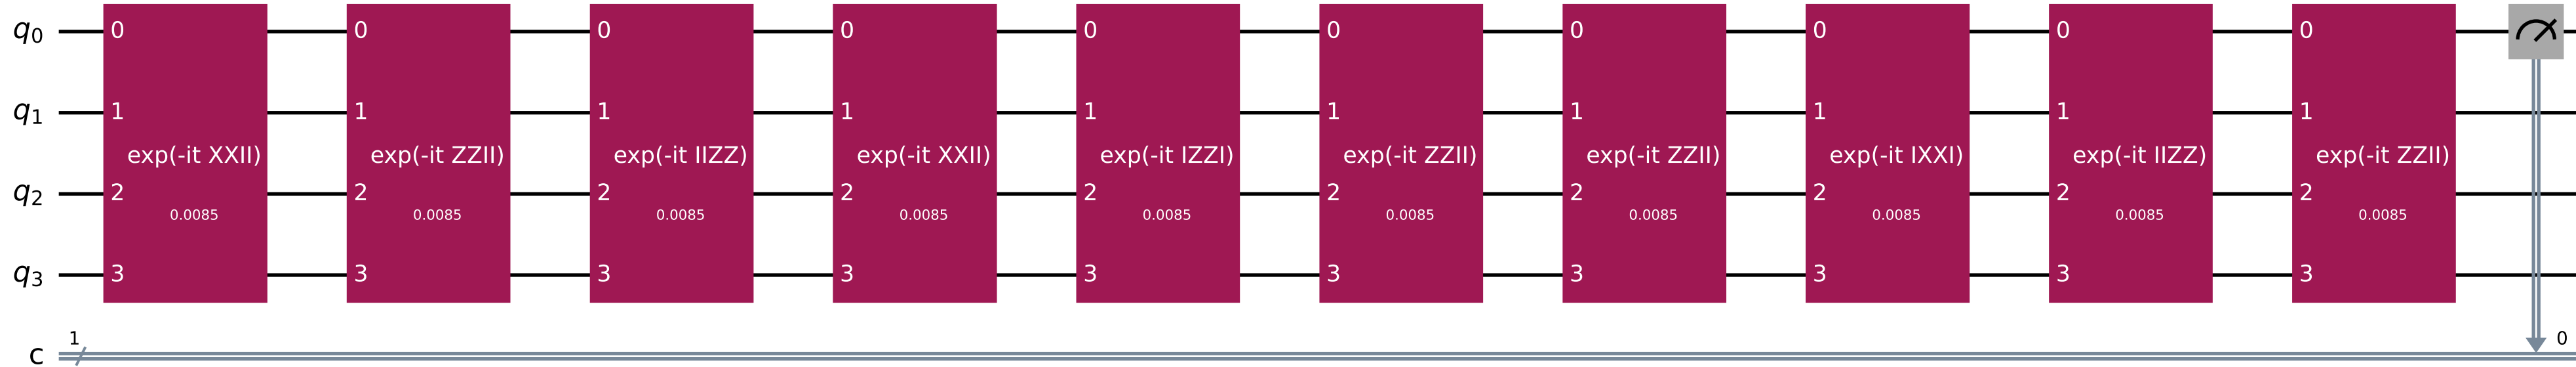 q0 0 0 0 0 0 0 0 0 0 0
q1 1 1 1 1 1 1 1 1 1 1
exp(-it XXII) exp(-it ZZII) exp(-it IIZZ) exp(-it XXII) exp(-it IZZI) exp(-it ZZII) exp(-it ZZII) exp(-it IXXI) exp(-it IIZZ) exp(-it ZZII)
q2 2 2 2 2 2 2 2 2 2 2
0.0085 0.0085 0.0085 0.0085 0.0085 0.0085 0.0085 0.0085 0.0085 0.0085
q3 3 3 3 3 3 3 3 3 3 3
1 0
c